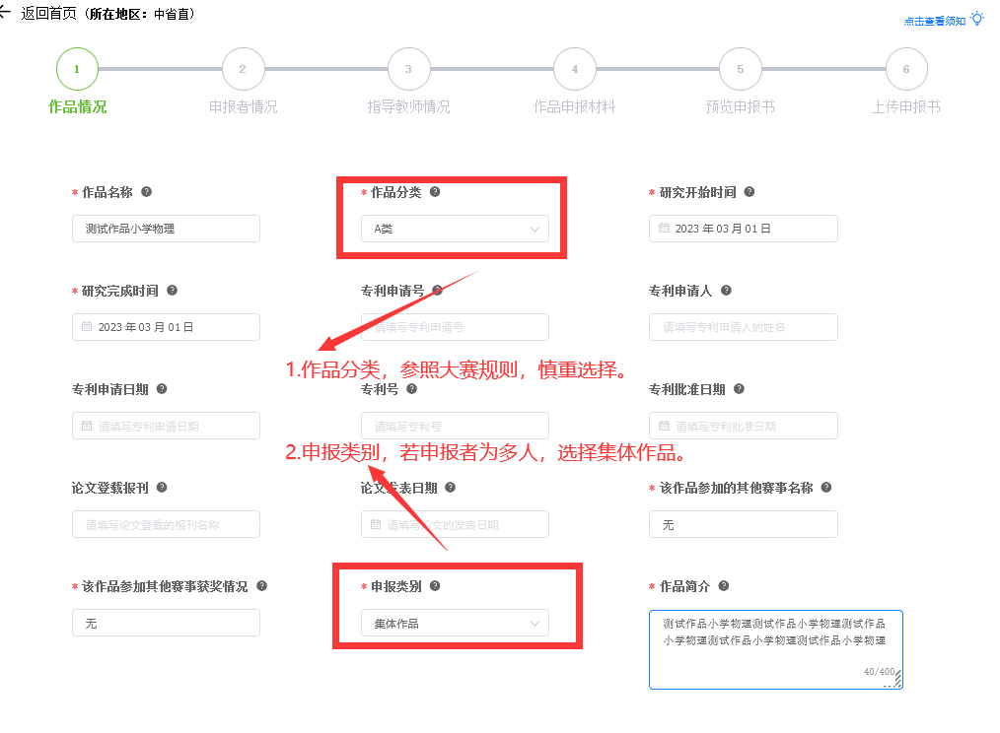 返回首页（所在地区：中省直）
点击查看须知
1 2 3 4 5 6
作品情况 申报者情况 指导教师情况 作品申报材料 预览申报书 上传申报书
* 作品名称 * 作品分类 * 研究开始时间
测试作品小学物理 A类 2023 年 03 月 01 日
* 研究完成时间 专利申请号 专利申请人
2023 年 03 月 01 日 请填写专利申请号 请填写专利申请人的姓名
1.作品分类，参照大赛规则，慎重选择。
专利申请日期 专利号 专利批准日期
请填写专利申请日期 请填写专利号 请填写专利批准日期
2.申报类别，若申报者为多人，选择集体作品。
论文登载报刊 论文发表日期 * 该作品参加的其他赛事名称
请填写论文登载的报刊名称 请填写论文的发表日期 无
* 该作品参加其他赛事获奖情况 * 申报类别 * 作品简介
无 集体作品 测试作品小学物理测试作品小学物理测试作品
小学物理测试作品小学物理测试作品小学物理
40/400